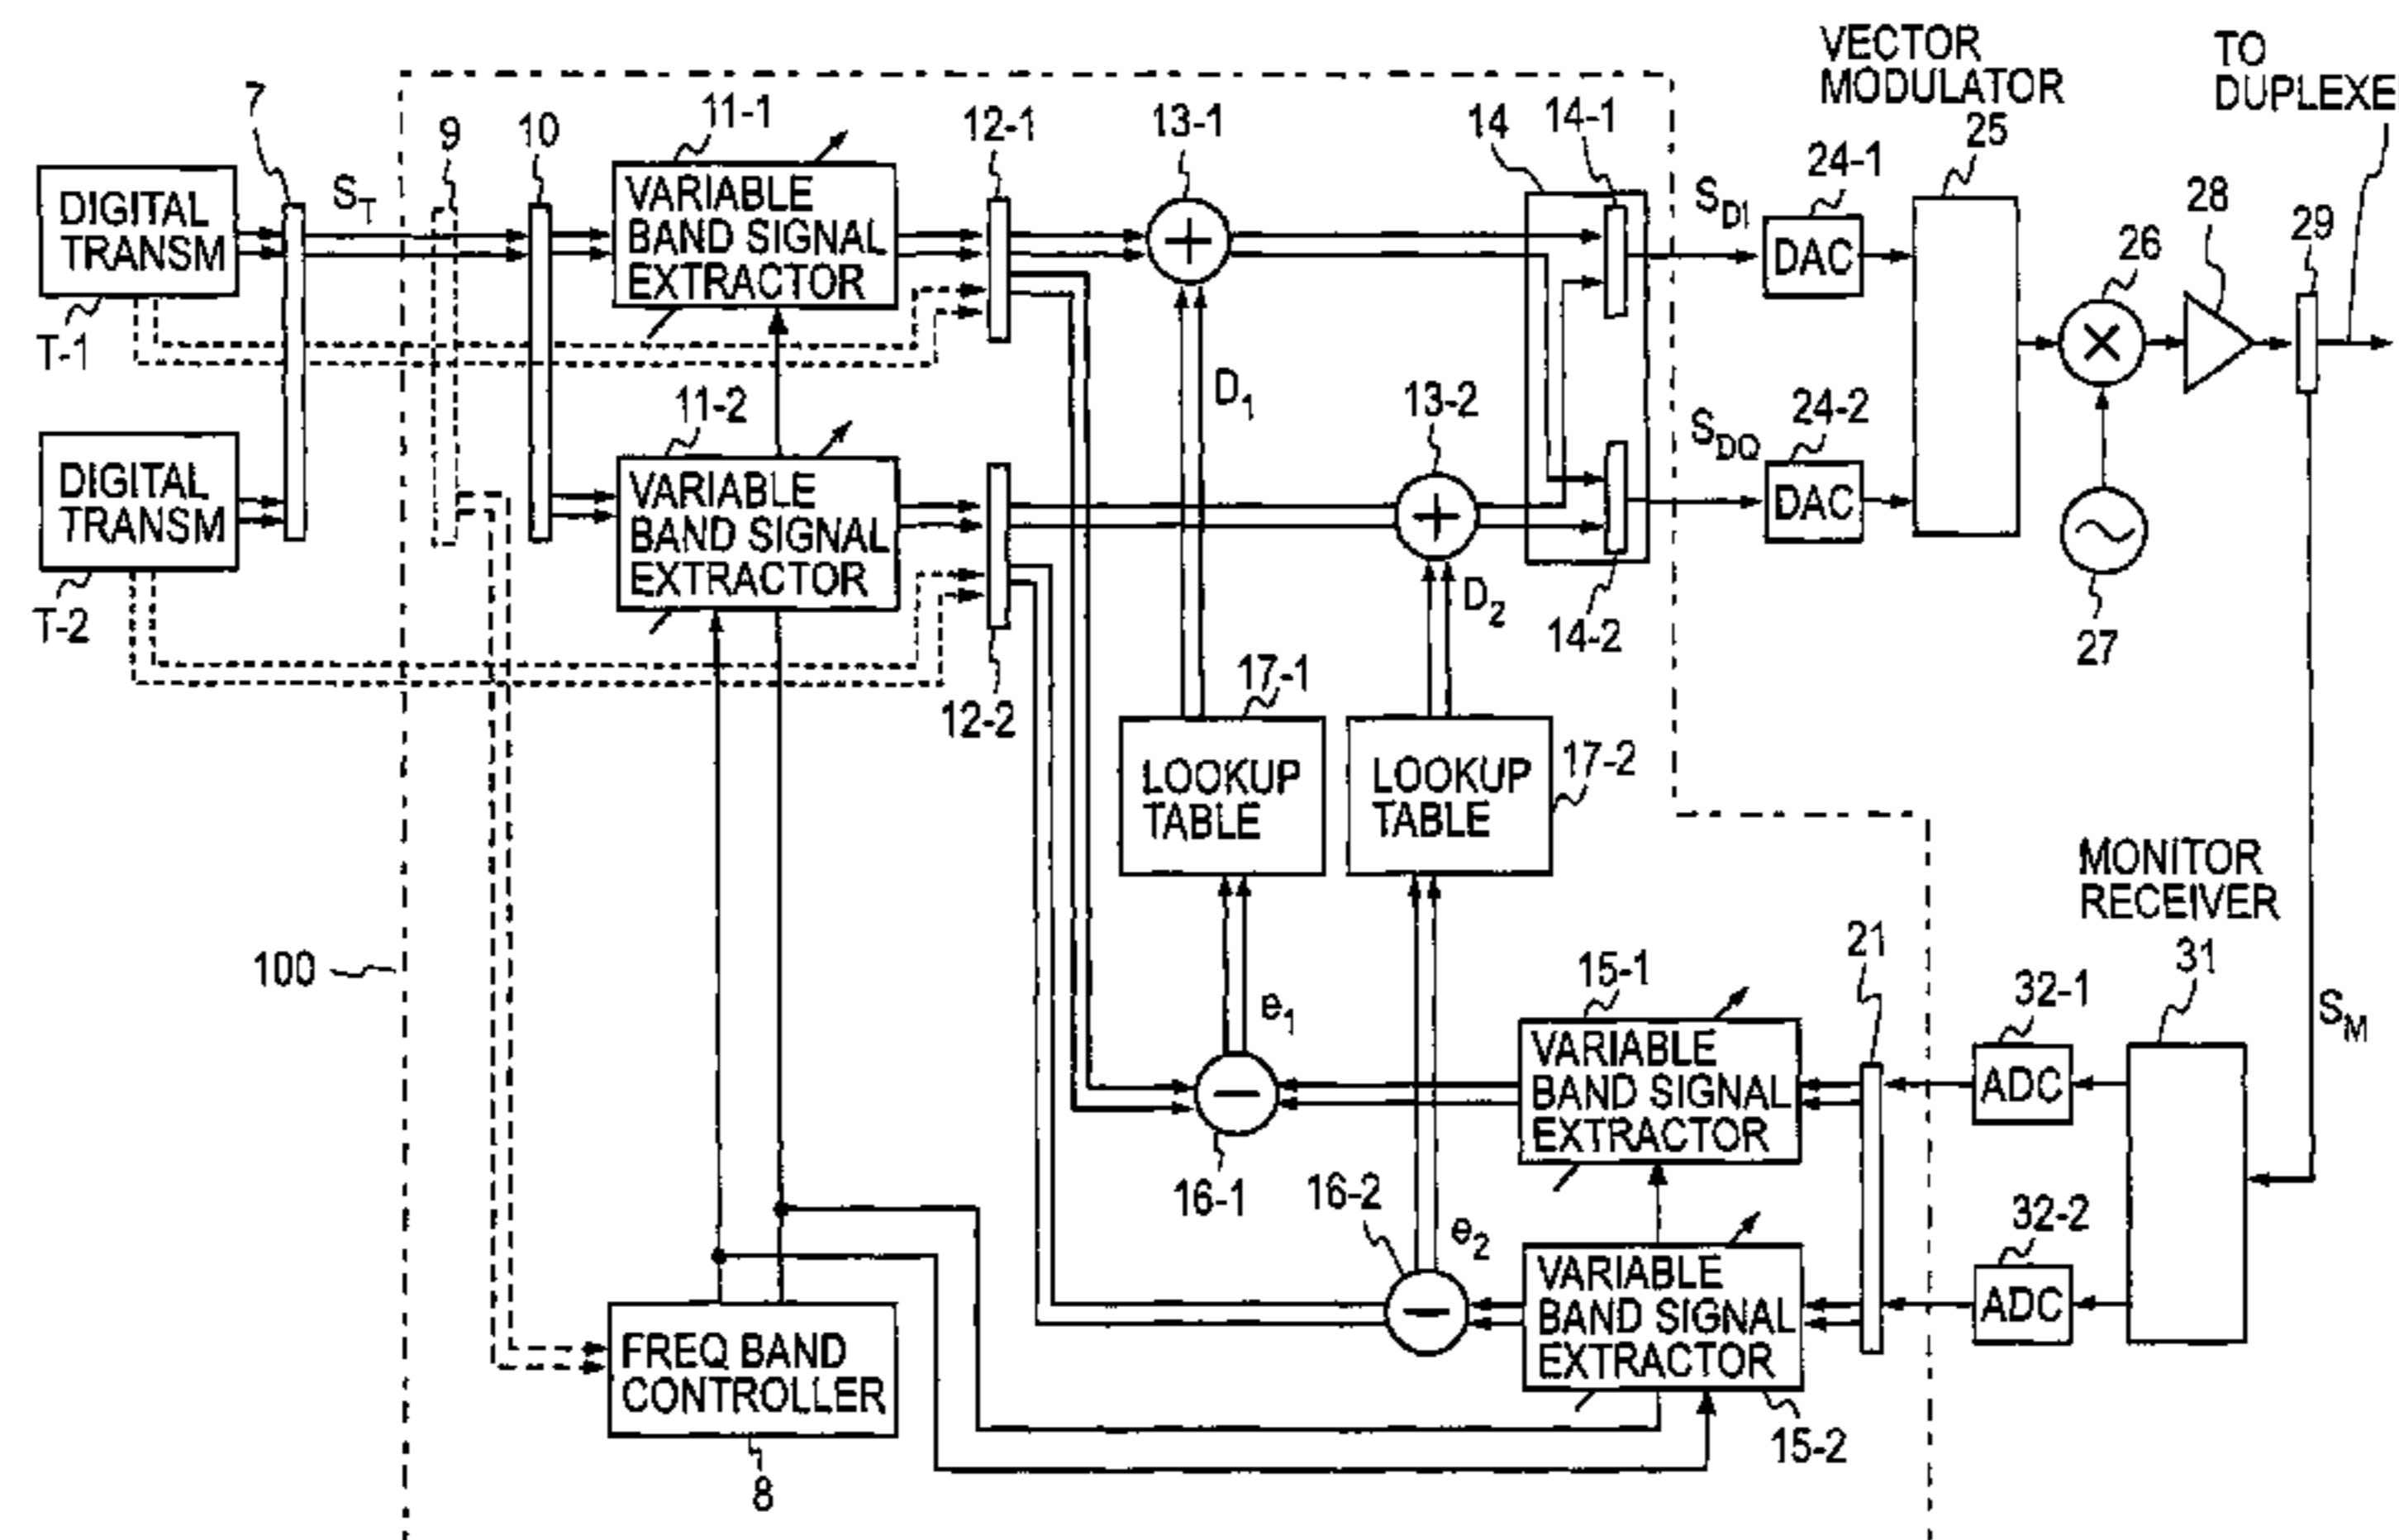 VECTOR
MODULATOR
25
TO
DUPLEXE
7
9
10
11-1
12-1
13-1
14
14-1
24-1
28
29
26
DIGITAL
TRANSM
T-1
S_T
VARIABLE
BAND SIGNAL
EXTRACTOR
+
S_DI
DAC
×
D_1
11-2
13-2
S_DQ
24-2
DIGITAL
TRANSM
T-2
VARIABLE
BAND SIGNAL
EXTRACTOR
+
DAC
D_2
14-2
27
12-2
17-1
LOOKUP
TABLE
LOOKUP
TABLE
17-2
MONITOR
RECEIVER
31
100
e_1
15-1
21
32-1
S_M
VARIABLE
BAND SIGNAL
EXTRACTOR
ADC
−
16-1
16-2
e_2
32-2
VARIABLE
BAND SIGNAL
EXTRACTOR
ADC
−
15-2
FREQ BAND
CONTROLLER
8